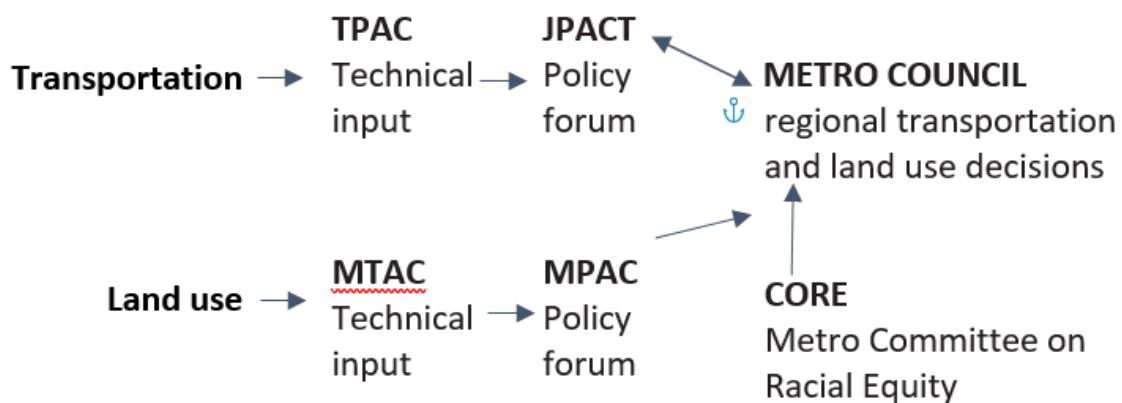 Transportation
TPAC
Technical
input
JPACT
Policy
forum
METRO COUNCIL
regional transportation
and land use decisions
Land use
MTAC
Technical
input
MPAC
Policy
forum
CORE
Metro Committee on
Racial Equity